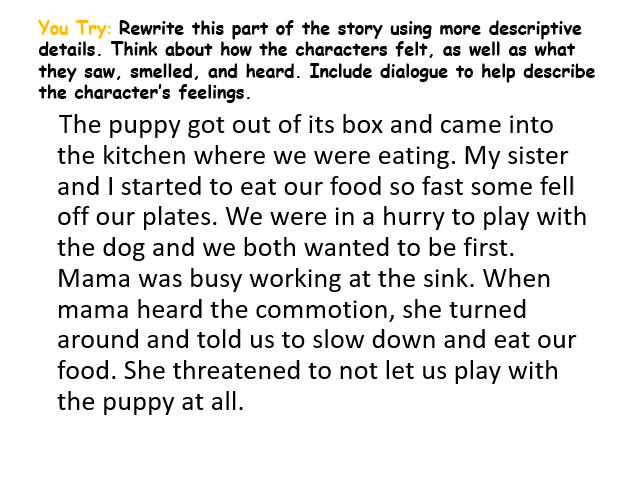 You Try: Rewrite this part of the story using more descriptive
details. Think about how the characters felt, as well as what
they saw, smelled, and heard. Include dialogue to help describe
the character's feelings.
The puppy got out of its box and came into
the kitchen where we were eating. My sister
and I started to eat our food so fast some fell
off our plates. We were in a hurry to play with
the dog and we both wanted to be first.
Mama was busy working at the sink. When
mama heard the commotion, she turned
around and told us to slow down and eat our
food. She threatened to not let us play with
the puppy at all.